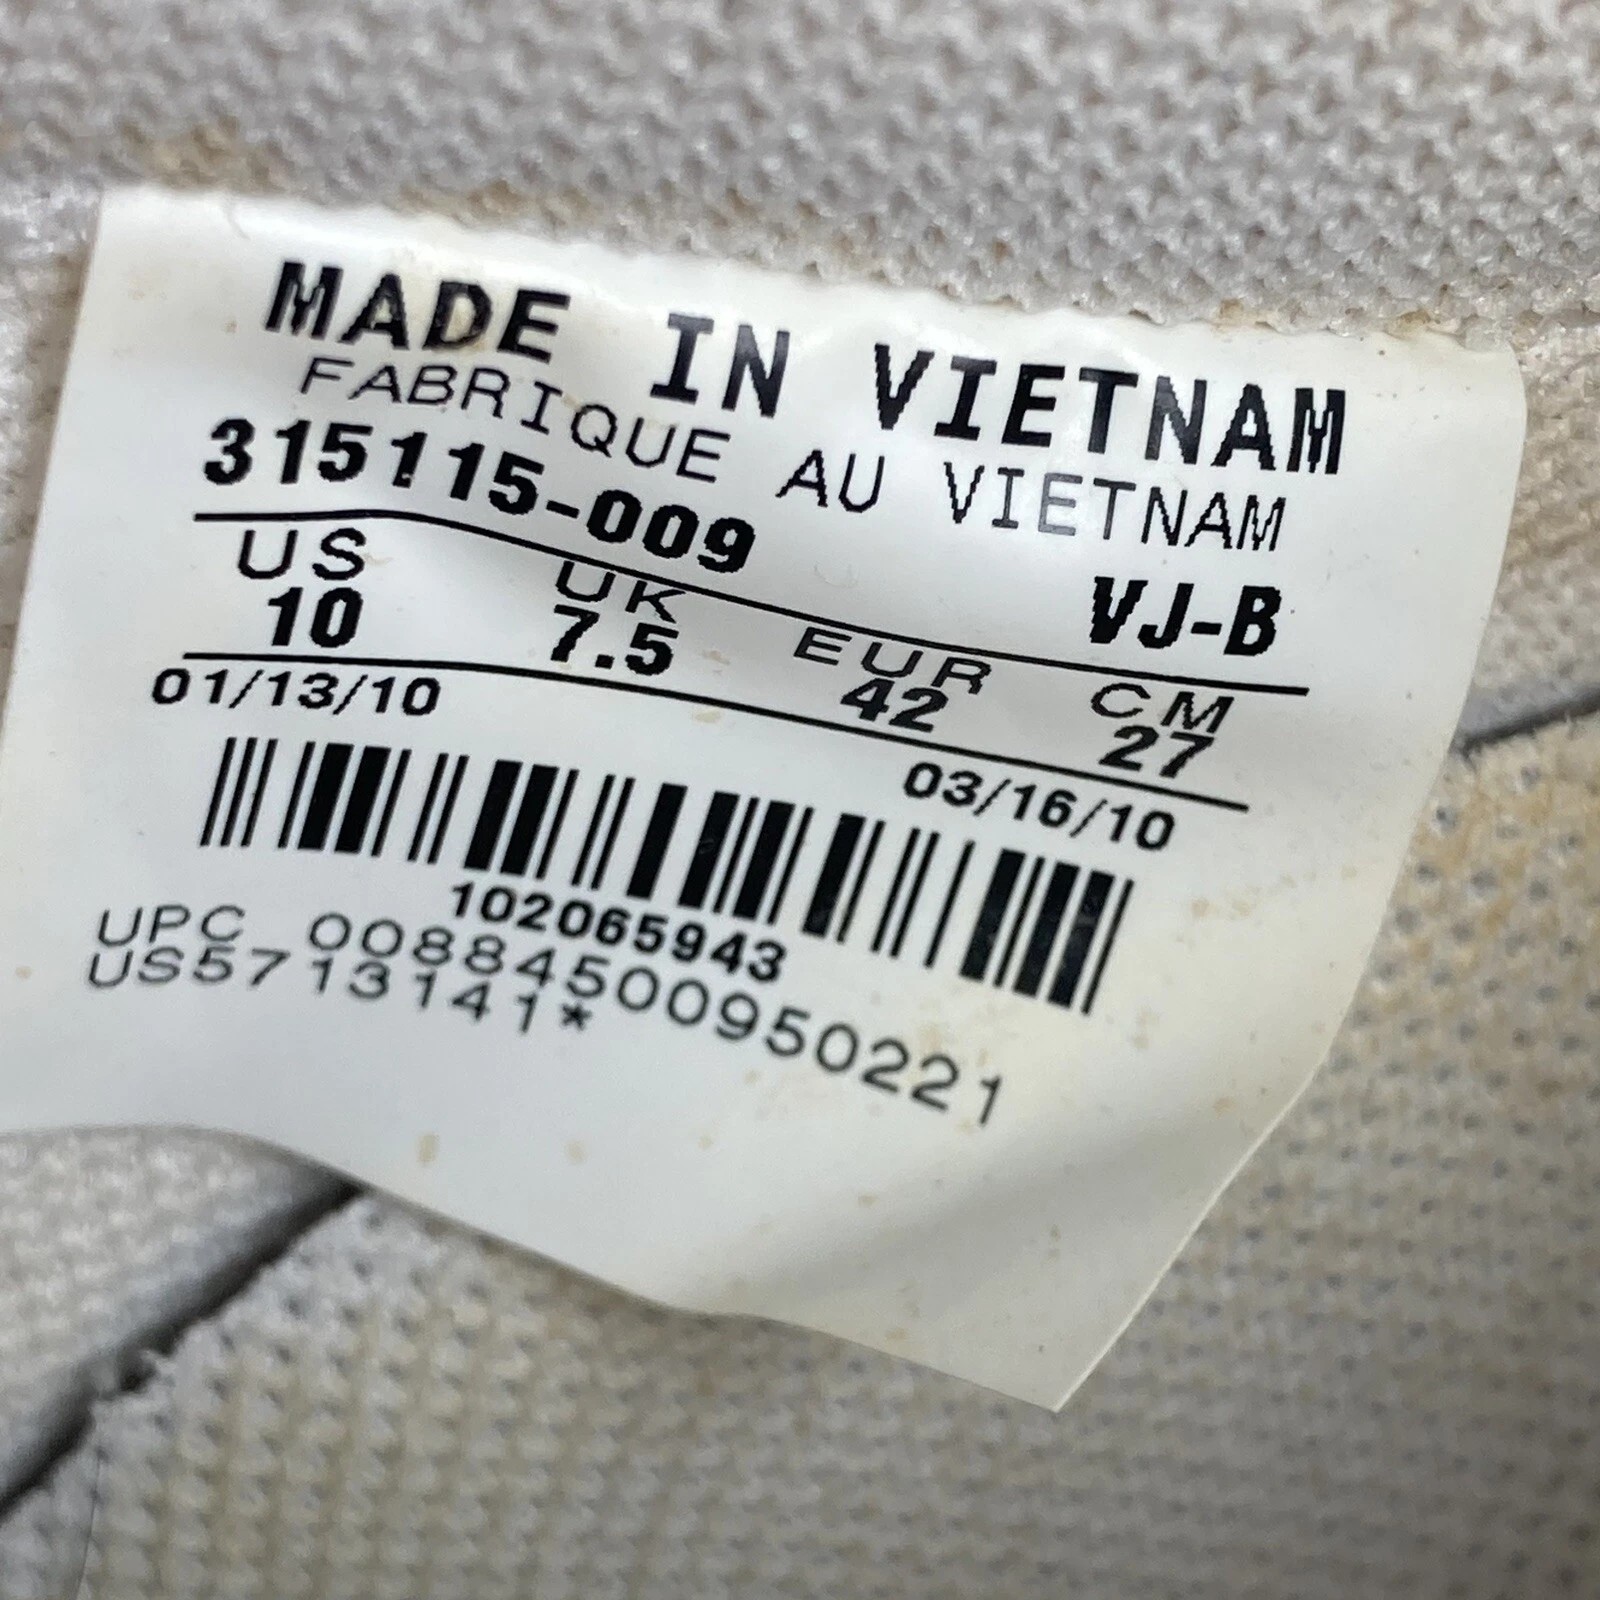 MADE IN VIETNAM
FABRIQUE AU VIETNAM
315115-009 VJ-B
US UK EUR CM
10 7.5 42 27
01/13/10 03/16/10
102065943
UPC 00884500950221
US5713141*